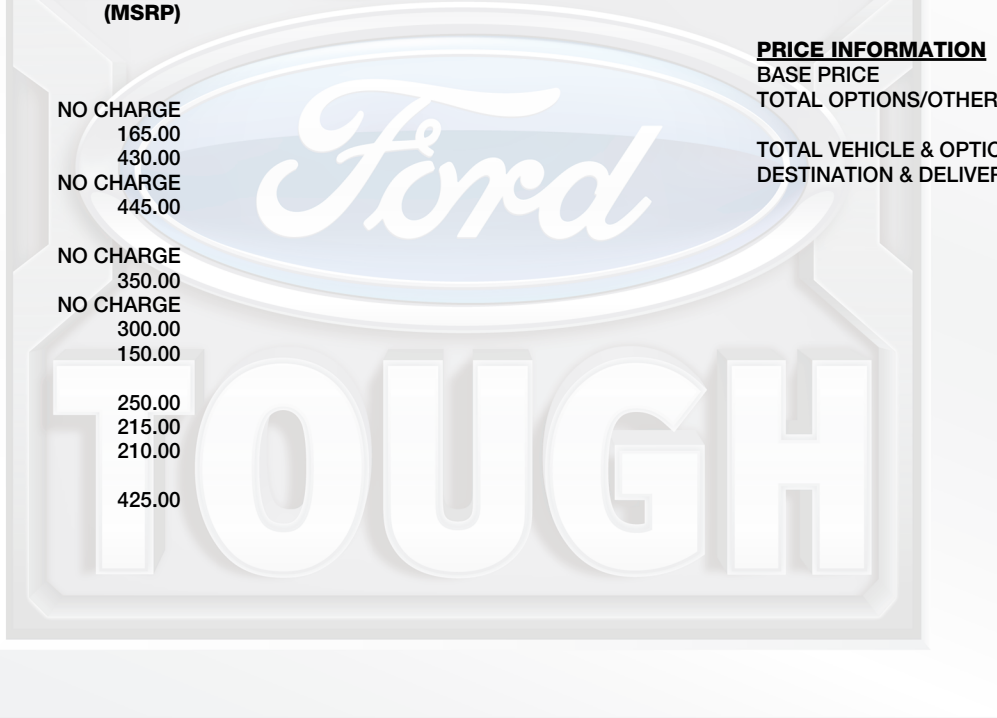 (MSRP)
NO CHARGE
165.00
430.00
NO CHARGE
445.00
NO CHARGE
350.00
NO CHARGE
300.00
150.00
250.00
215.00
210.00
425.00
PRICE INFORMATION
BASE PRICE
TOTAL OPTIONS/OTHER
TOTAL VEHICLE & OPTIO
DESTINATION & DELIVER
Ford
TOUGH